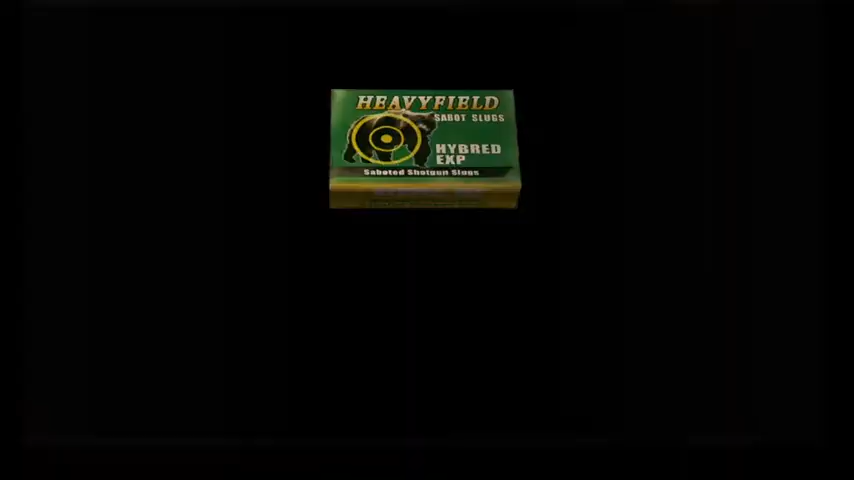 HEAVYFIELD
SABOT SLUGS
HYBRED
EXP
Saboted Shotgun Slugs